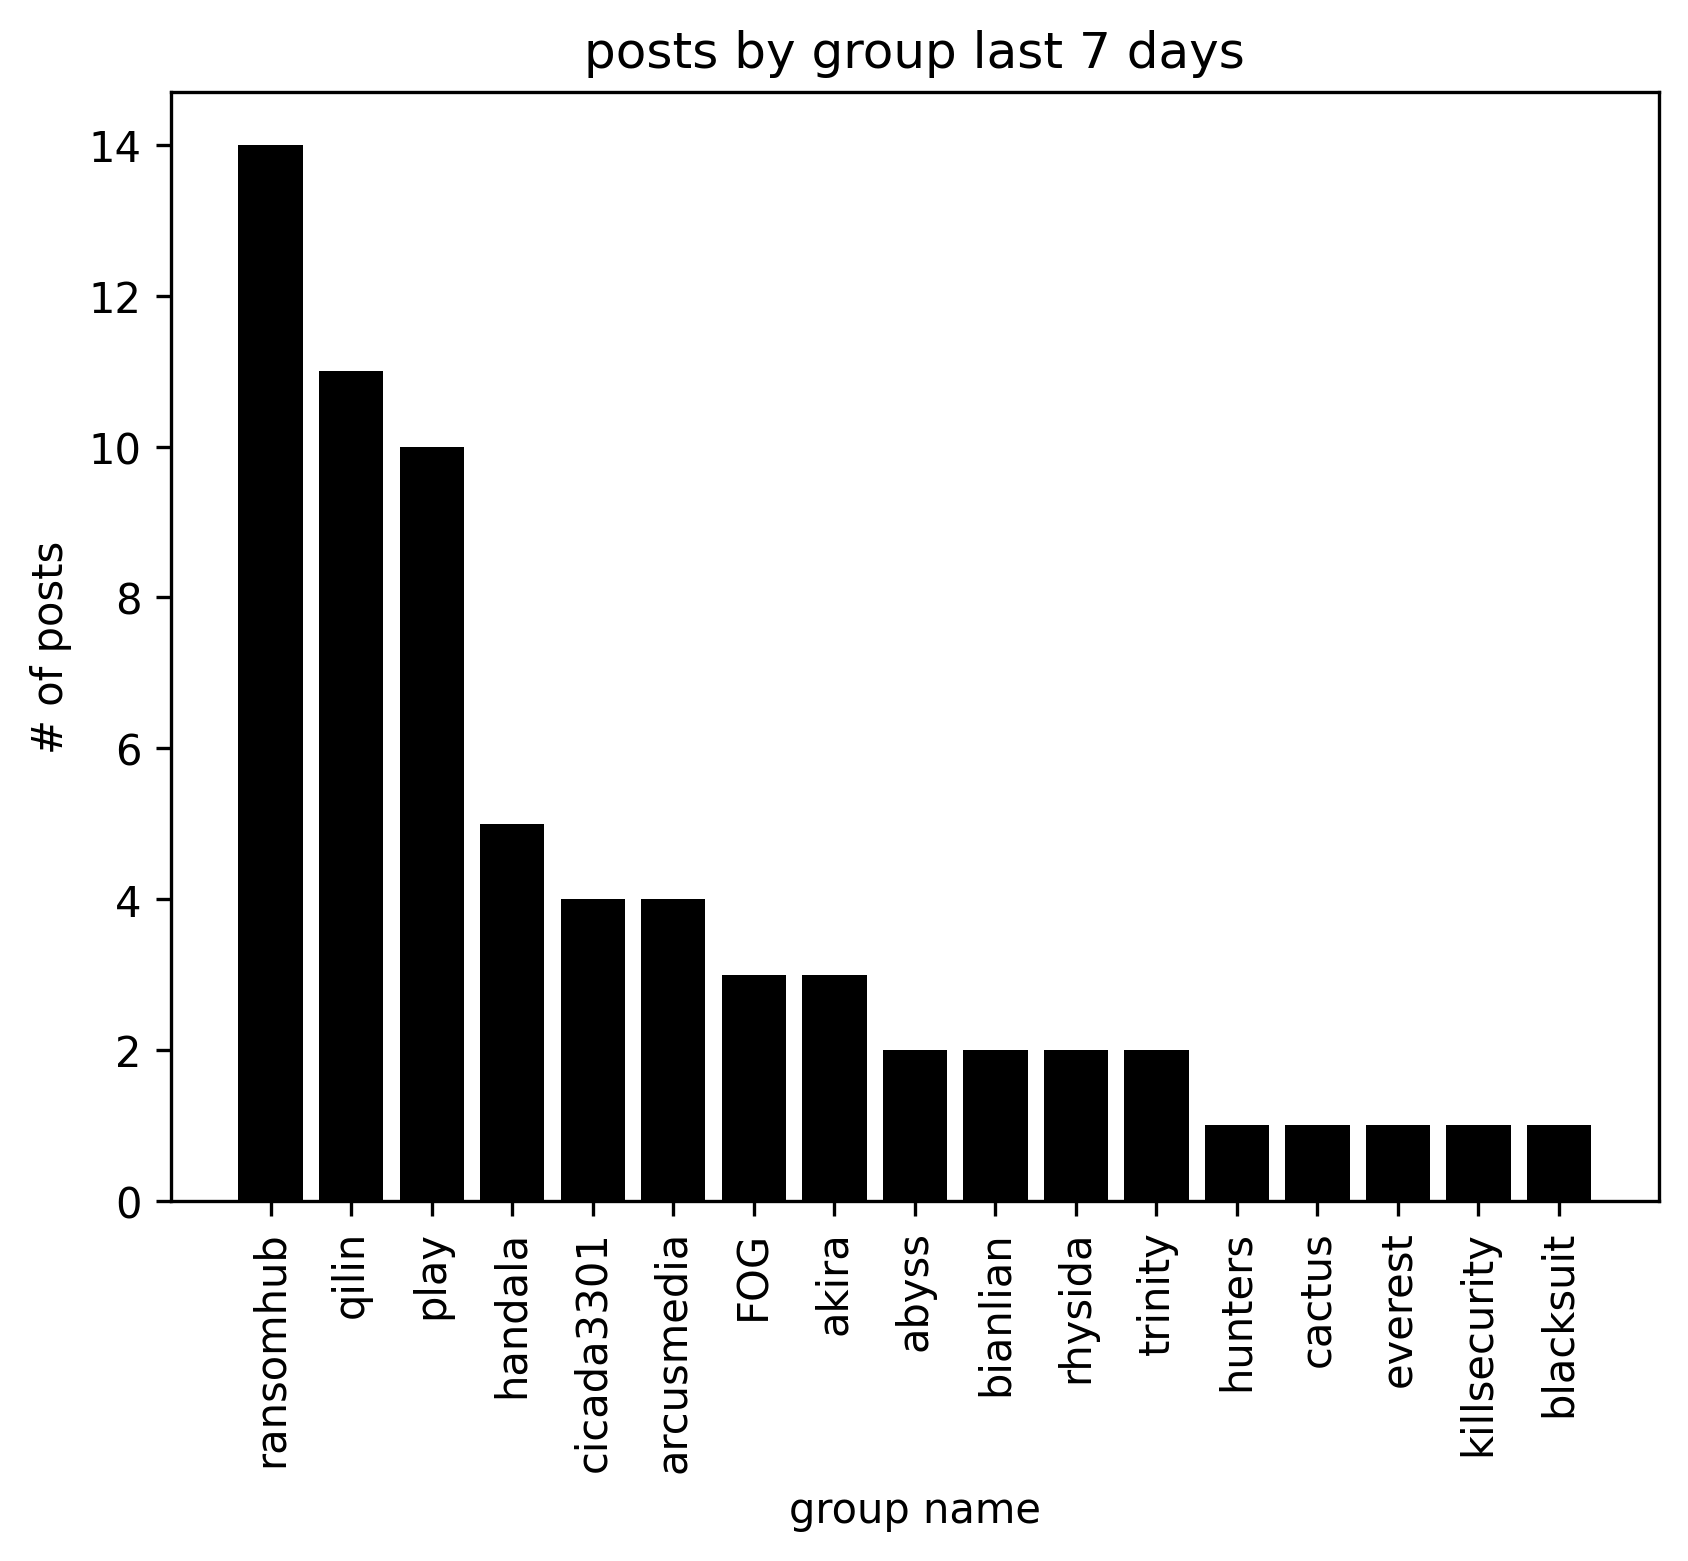 posts by group last 7 days
# of posts
14
12
10
8
6
4
2
0
ransomhub
qilin
play
handala
cicada3301
arcusmedia
FOG
akira
abyss
bianlian
rhysida
trinity
hunters
cactus
everest
killsecurity
blacksuit
group name